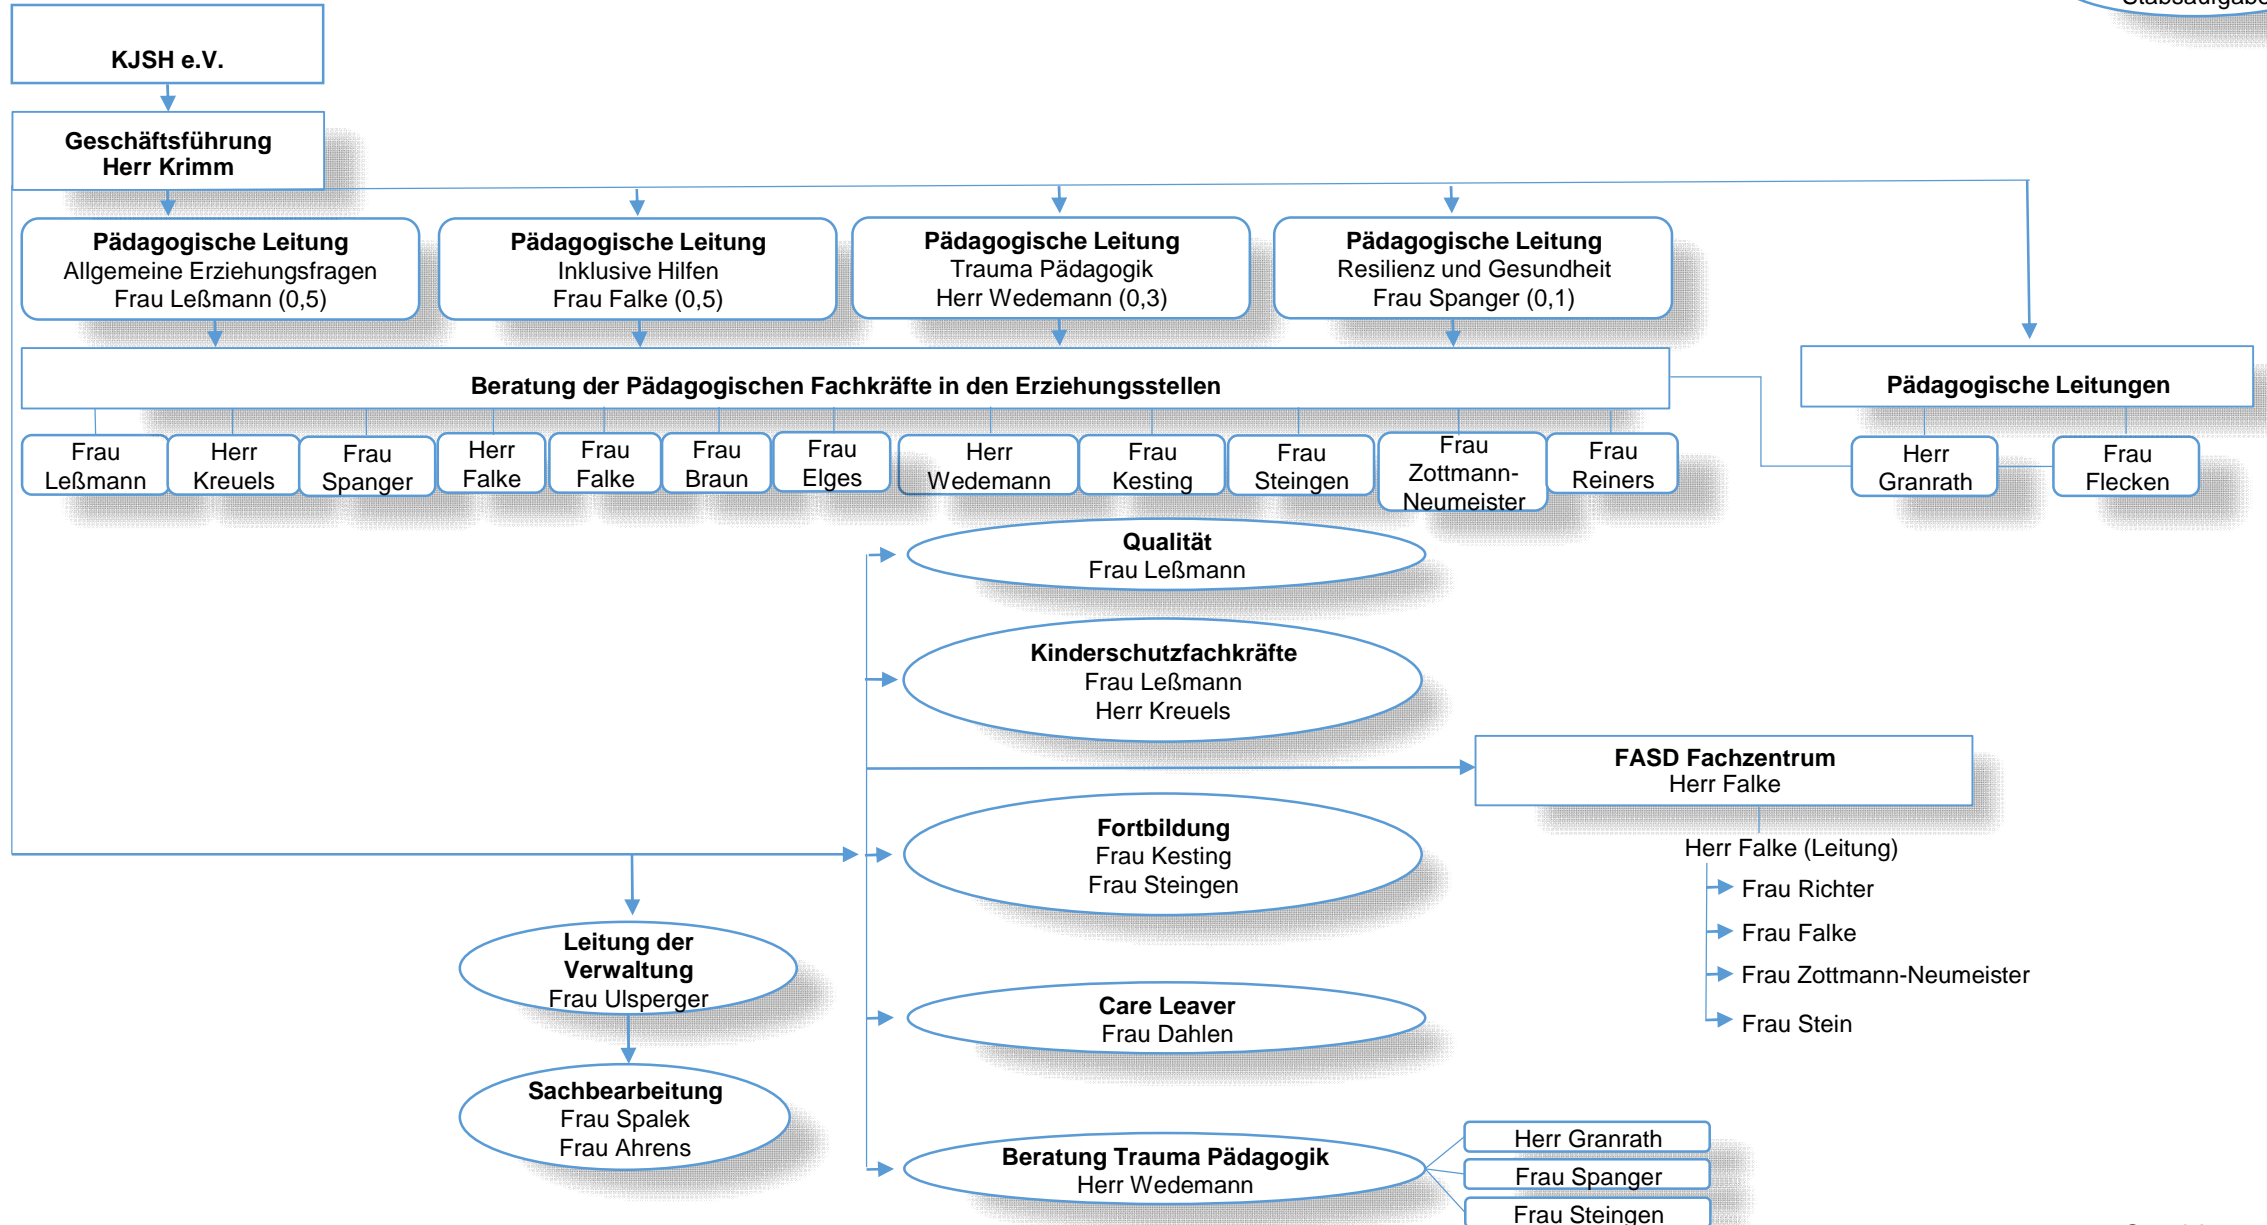 Stabsaufgabe
KJSH e.V.
Geschäftsführung
Herr Krimm
Pädagogische Leitung
Allgemeine Erziehungsfragen
Frau Leßmann (0,5)
Pädagogische Leitung
Inklusive Hilfen
Frau Falke (0,5)
Pädagogische Leitung
Trauma Pädagogik
Herr Wedemann (0,3)
Pädagogische Leitung
Resilienz und Gesundheit
Frau Spanger (0,1)
Beratung der Pädagogischen Fachkräfte in den Erziehungsstellen
Pädagogische Leitungen
Frau
Leßmann
Herr
Kreuels
Frau
Spanger
Herr
Falke
Frau
Falke
Frau
Braun
Frau
Elges
Herr
Wedemann
Frau
Kesting
Frau
Steingen
Frau
Zottmann-
Neumeister
Frau
Reiners
Herr
Granrath
Frau
Flecken
Qualität
Frau Leßmann
Kinderschutzfachkräfte
Frau Leßmann
Herr Kreuels
FASD Fachzentrum
Herr Falke
Herr Falke (Leitung)
Frau Richter
Frau Falke
Frau Zottmann-Neumeister
Frau Stein
Fortbildung
Frau Kesting
Frau Steingen
Leitung der
Verwaltung
Frau Ulsperger
Sachbearbeitung
Frau Spalek
Frau Ahrens
Care Leaver
Frau Dahlen
Beratung Trauma Pädagogik
Herr Wedemann
Herr Granrath
Frau Spanger
Frau Steingen